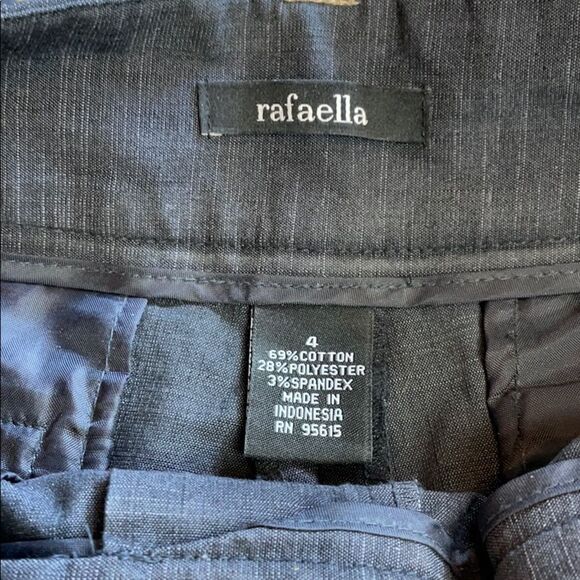 rafaella
4
69%COTTON
28%POLYESTER
3%SPANDEX
MADE IN
INDONESIA
RN 95615